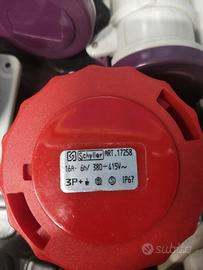 Schyller ART.17258
16A- 6h/ 380÷415V~
3P+⏚ IP67
subito